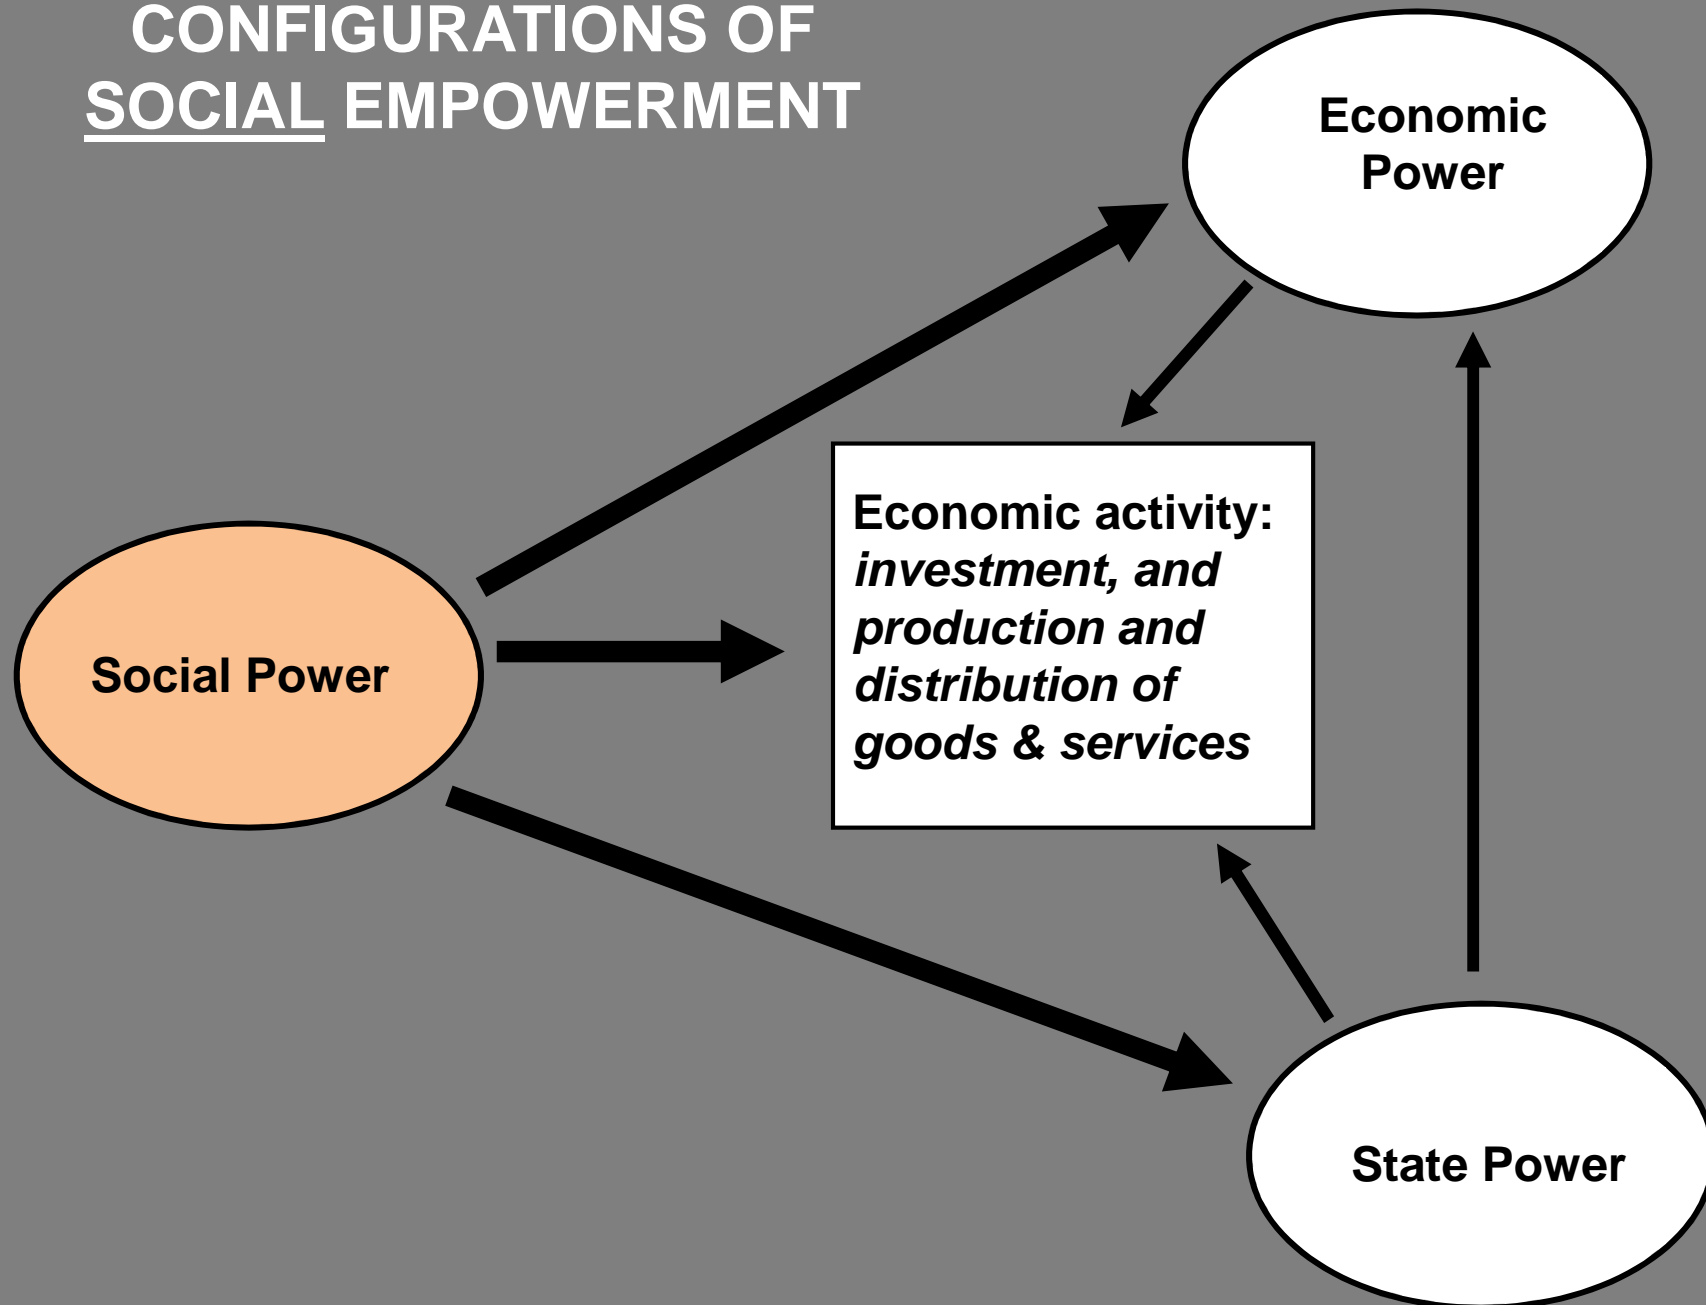 CONFIGURATIONS OF
SOCIAL EMPOWERMENT
Economic
Power
Economic activity:
investment, and
production and
distribution of
goods & services
Social Power
State Power